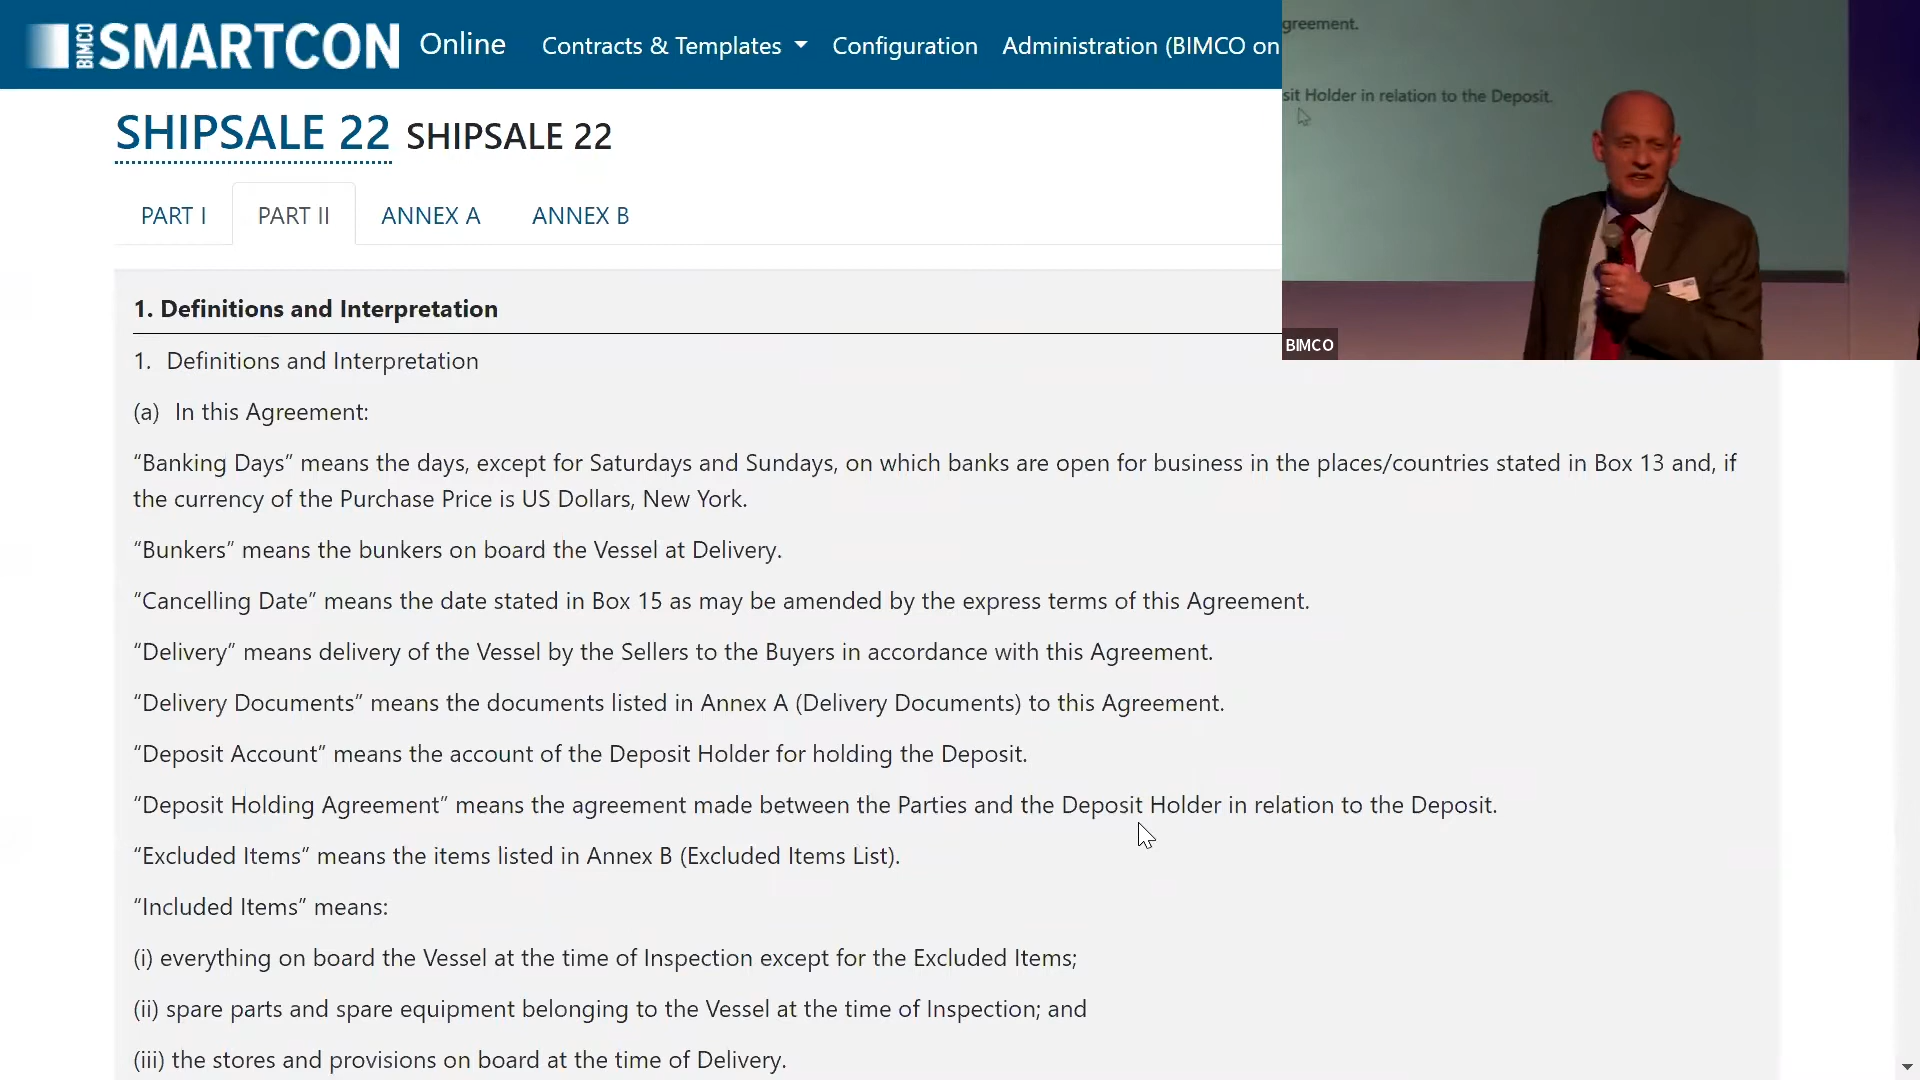 BIMCO SMARTCON Online Contracts & Templates Configuration Administration (BIMCO on
SHIPSALE 22 SHIPSALE 22
PART I PART II ANNEX A ANNEX B
1. Definitions and Interpretation
1. Definitions and Interpretation
(a) In this Agreement:
“Banking Days” means the days, except for Saturdays and Sundays, on which banks are open for business in the places/countries stated in Box 13 and, if
the currency of the Purchase Price is US Dollars, New York.
“Bunkers” means the bunkers on board the Vessel at Delivery.
“Cancelling Date” means the date stated in Box 15 as may be amended by the express terms of this Agreement.
“Delivery” means delivery of the Vessel by the Sellers to the Buyers in accordance with this Agreement.
“Delivery Documents” means the documents listed in Annex A (Delivery Documents) to this Agreement.
“Deposit Account” means the account of the Deposit Holder for holding the Deposit.
“Deposit Holding Agreement” means the agreement made between the Parties and the Deposit Holder in relation to the Deposit.
“Excluded Items” means the items listed in Annex B (Excluded Items List).
“Included Items” means:
(i) everything on board the Vessel at the time of Inspection except for the Excluded Items;
(ii) spare parts and spare equipment belonging to the Vessel at the time of Inspection; and
(iii) the stores and provisions on board at the time of Delivery.
greement.
sit Holder in relation to the Deposit.
BIMCO